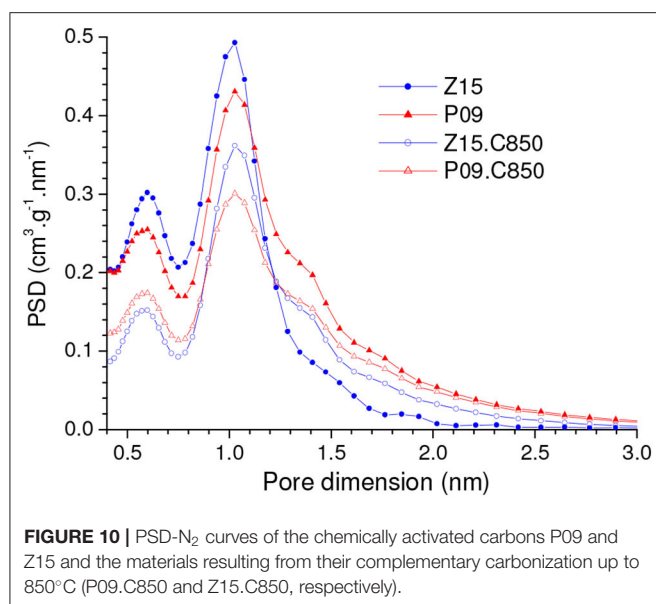 0.5
0.4
0.3
0.2
0.1
0.0
PSD (cm³.g⁻¹.nm⁻¹)
Z15
P09
Z15.C850
P09.C850
0.5 1.0 1.5 2.0 2.5 3.0
Pore dimension (nm)
FIGURE 10 | PSD-N₂ curves of the chemically activated carbons P09 and
Z15 and the materials resulting from their complementary carbonization up to
850°C (P09.C850 and Z15.C850, respectively).